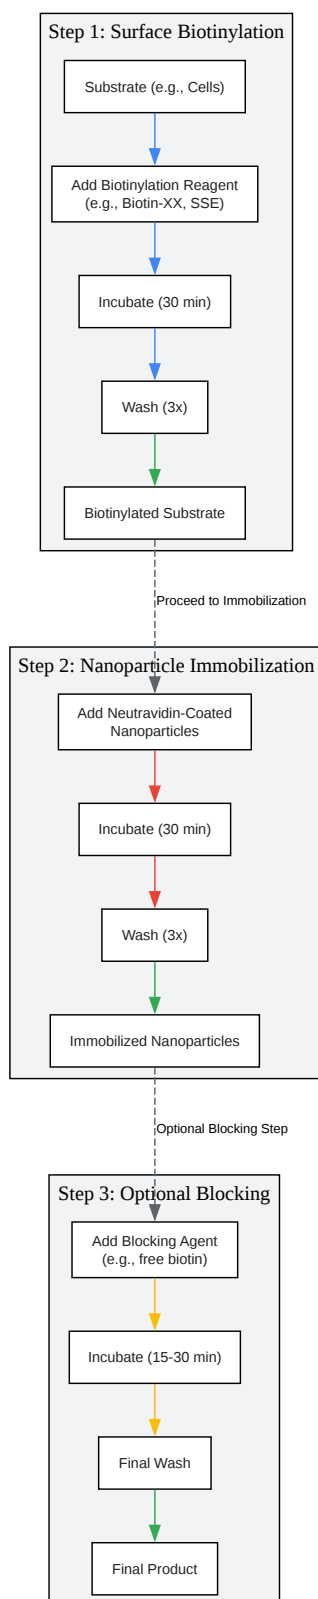 Step 1: Surface Biotinylation
Substrate (e.g., Cells)
Add Biotinylation Reagent
(e.g., Biotin-XX, SSE)
Incubate (30 min)
Wash (3x)
Biotinylated Substrate
Proceed to Immobilization
Step 2: Nanoparticle Immobilization
Add Neutravidin-Coated
Nanoparticles
Incubate (30 min)
Wash (3x)
Immobilized Nanoparticles
Optional Blocking Step
Step 3: Optional Blocking
Add Blocking Agent
(e.g., free biotin)
Incubate (15-30 min)
Final Wash
Final Product